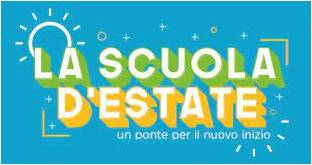 LA SCUOLA
D'ESTATE
un ponte per il nuovo inizio